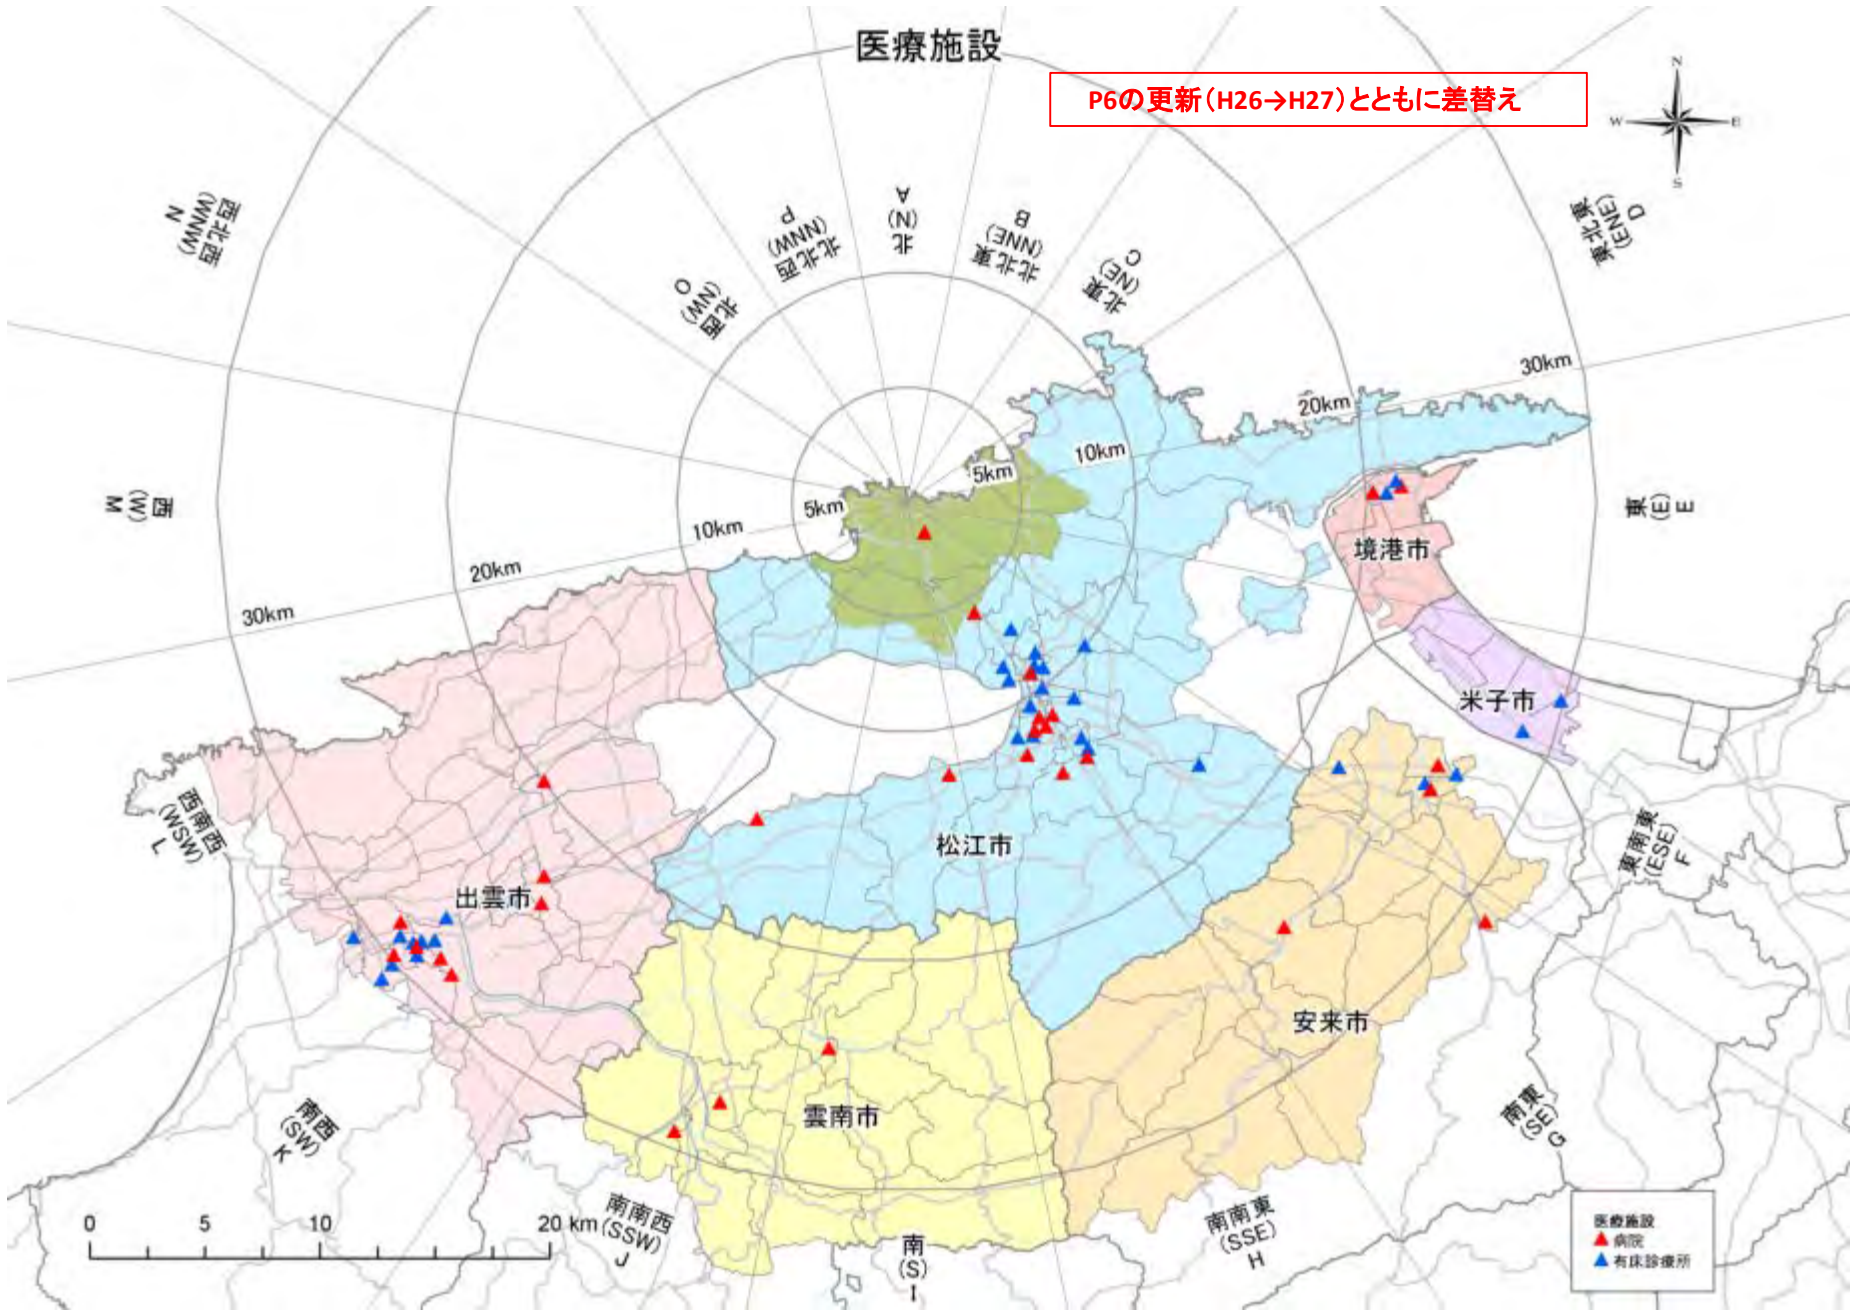 医療施設
P6の更新(H26→H27)とともに差替え
N
W
E
S
西北西
(WNW)
N
北西
(NW)
O
北北西
(NNW)
P
北
(N)
A
北北東
(NNE)
B
北東
(NE)
C
東北東
(ENE)
D
30km
20km
10km
5km
5km
10km
20km
30km
西
(W)
M
東
(E)
E
境港市
米子市
松江市
出雲市
安来市
雲南市
西南西
(WSW)
L
東南東
(ESE)
F
南西
(SW)
K
南東
(SE)
G
南南西
(SSW)
J
南
(S)
I
南南東
(SSE)
H
0 5 10 20 km
医療施設
病院
有床診療所